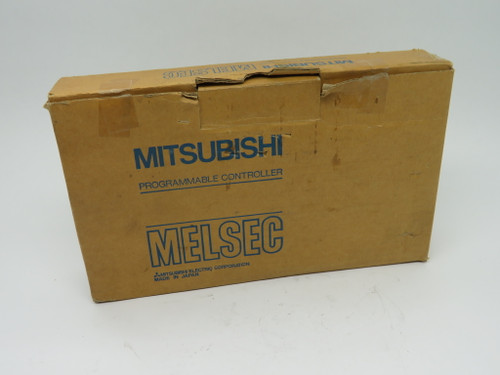 MITSUBISHI
PROGRAMMABLE CONTROLLER
MELSEC
MITSUBISHI ELECTRIC CORPORATION
MADE IN JAPAN